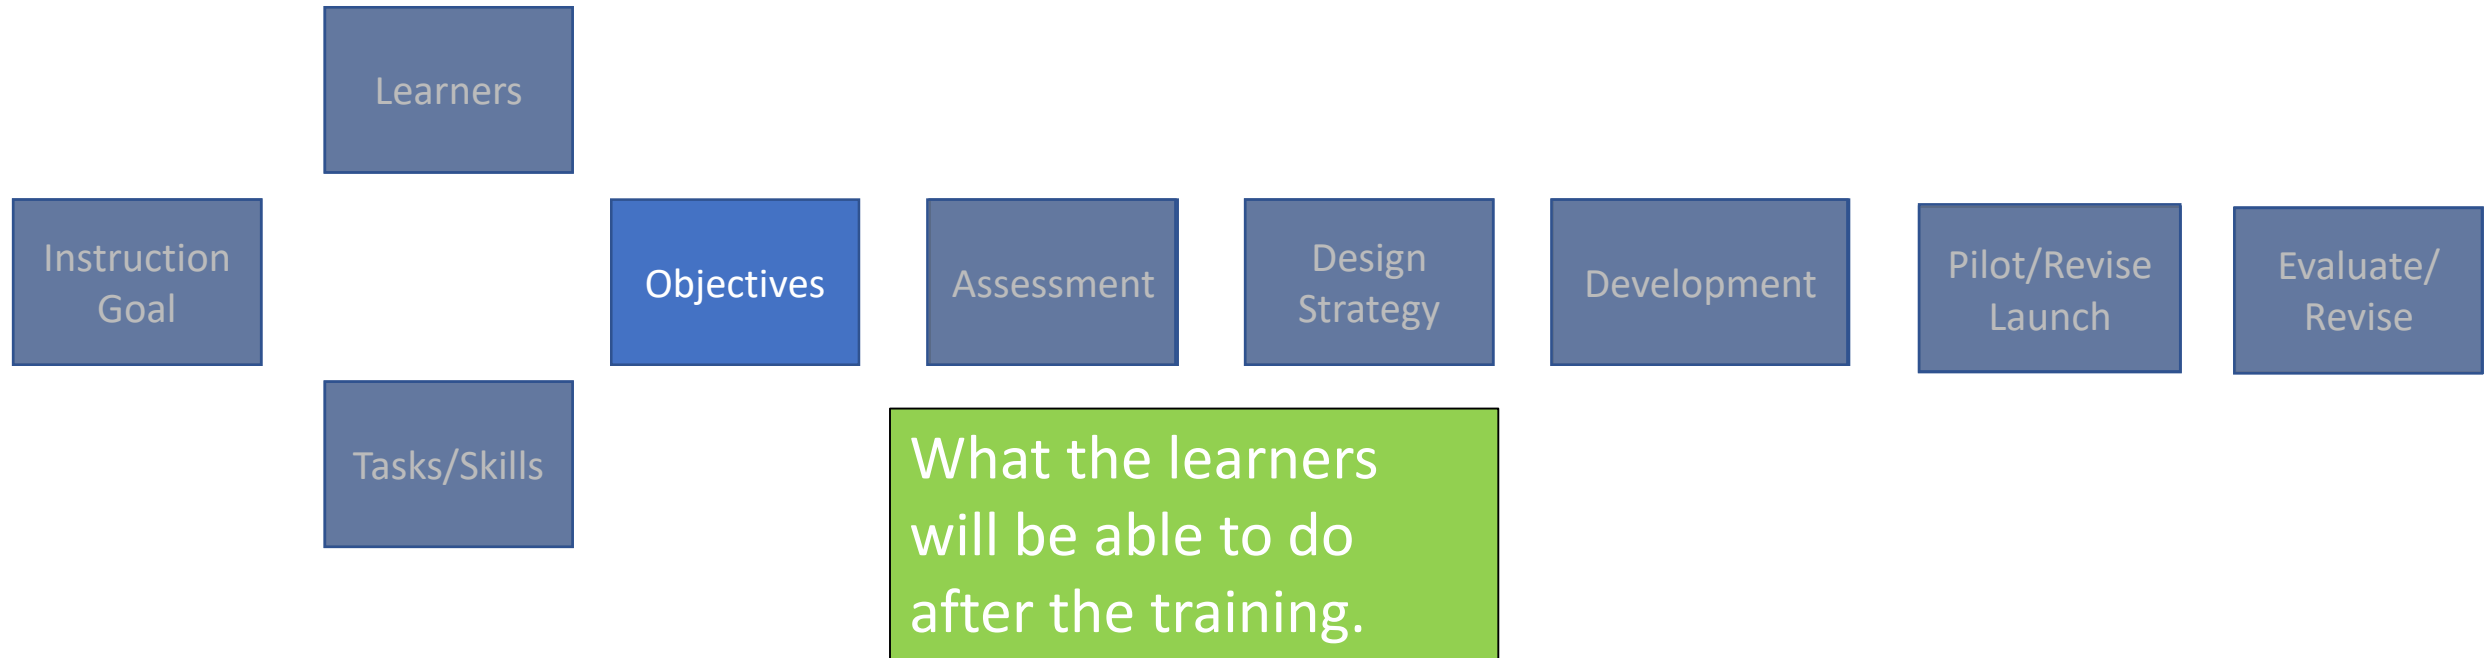 Learners
Instruction
Goal
Objectives
Assessment
Design
Strategy
Development
Pilot/Revise
Launch
Evaluate/
Revise
Tasks/Skills
What the learners
will be able to do
after the training.